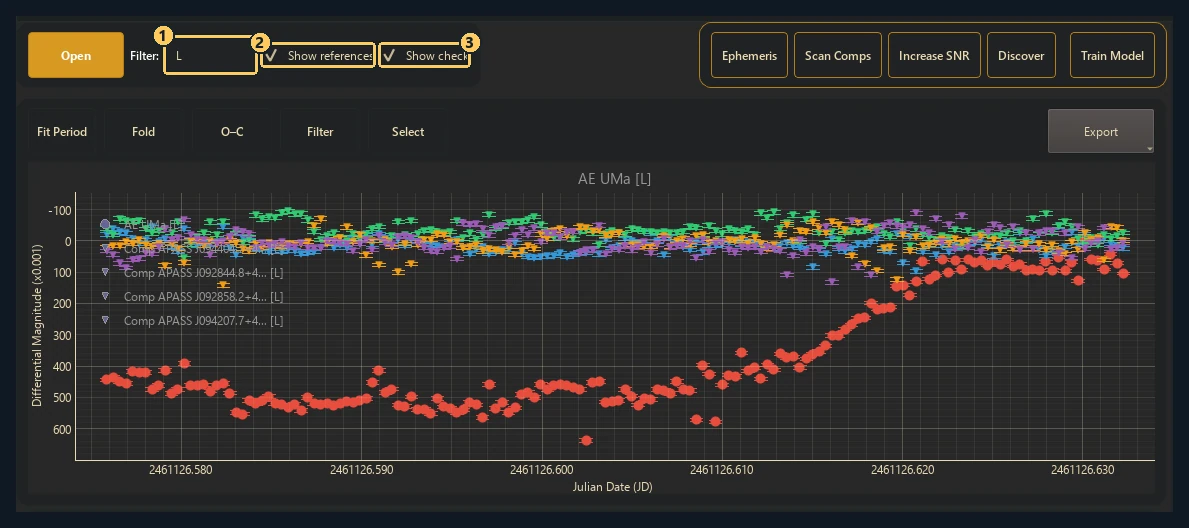 1 2 3
Open Filter: L Show references Show check Ephemeris Scan Comps Increase SNR Discover Train Model
Fit Period Fold O–C Filter Select Export
AE UMa [L]
-100
0
100
200
300
400
500
600
Differential Magnitude (x0.001)
Comp APASS J092844.8+4... [L]
Comp APASS J092858.2+4... [L]
Comp APASS J094207.7+4... [L]
2461126.580 2461126.590 2461126.600 2461126.610 2461126.620 2461126.630
Julian Date (JD)